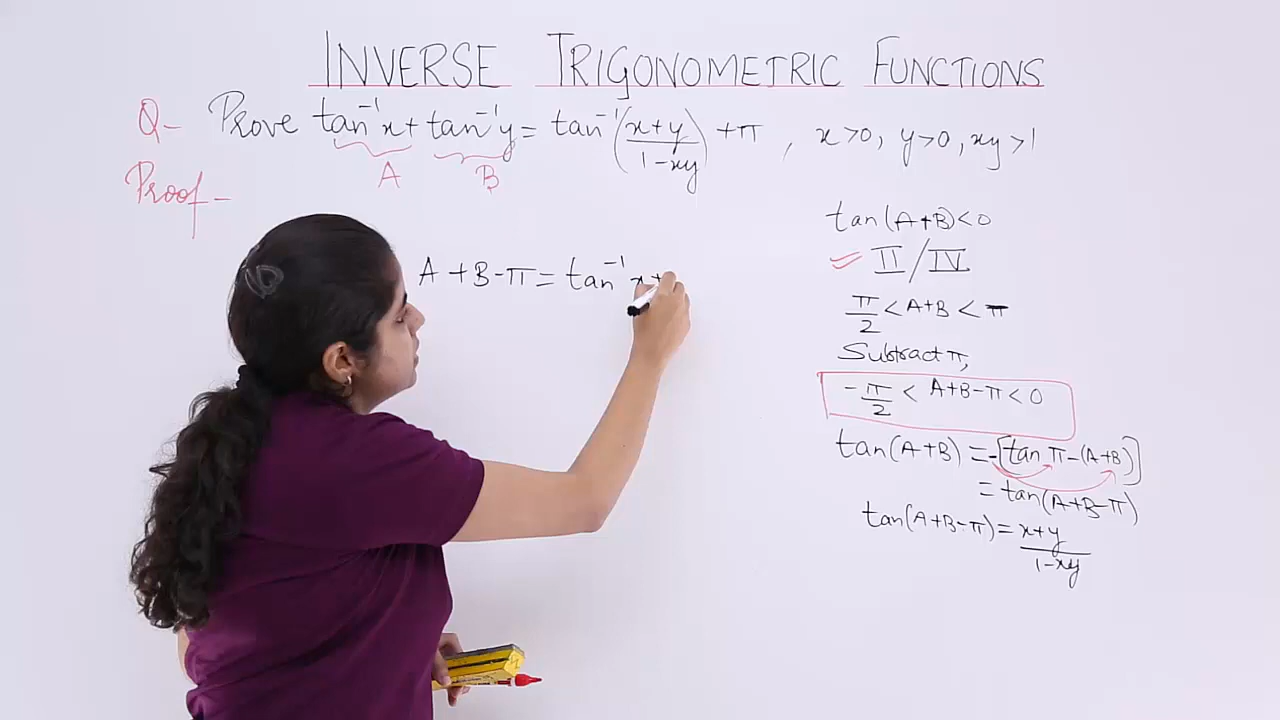 INVERSE TRIGONOMETRIC FUNCTIONS
Q- Prove tan⁻¹x + tan⁻¹y = tan⁻¹((x+y)/(1-xy)) + π , x>0, y>0, xy>1
A B
Proof-
A + B - π = tan⁻¹ x+
tan(A+B)<0
II/IV
π/2 < A+B < π
Subtract π,
-π/2 < A+B-π < 0
tan(A+B) = -[tan π-(A+B)]
= tan(A+B-π)
tan(A+B-π) = (x+y)/(1-xy)